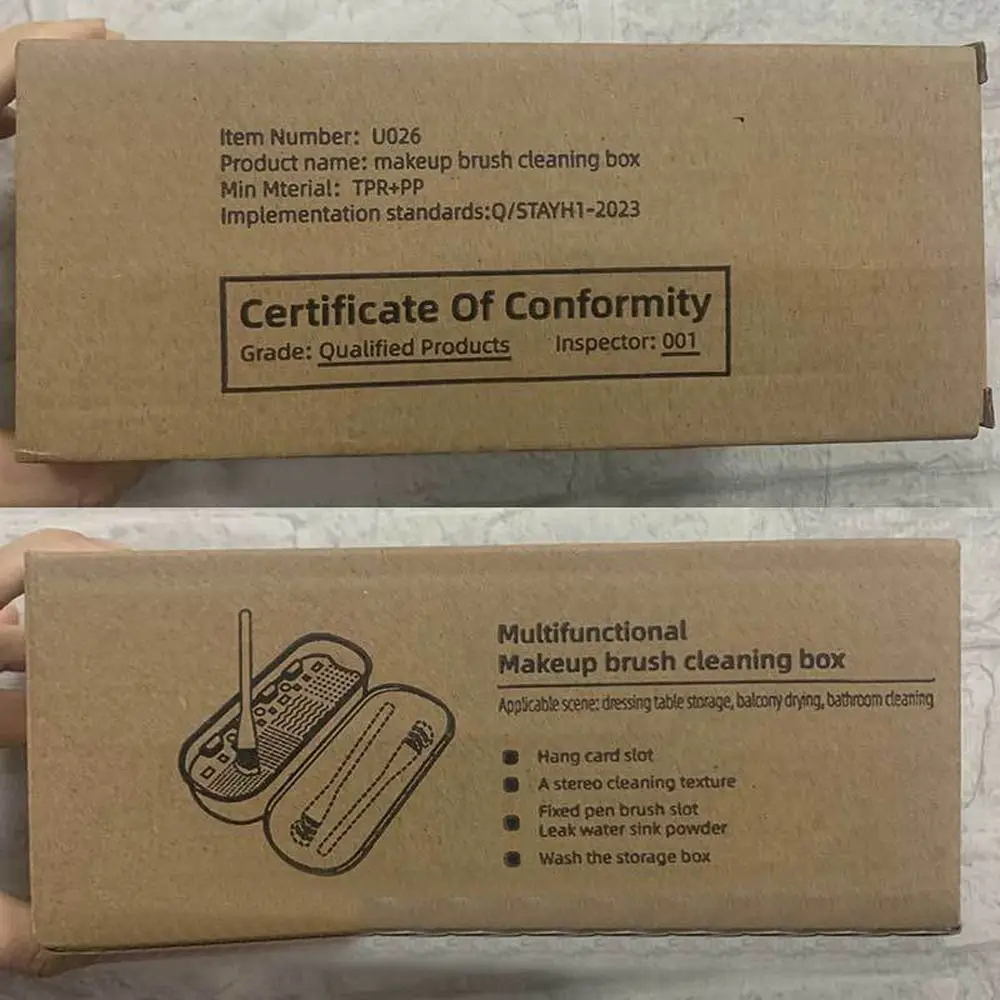 Item Number: U026
Product name: makeup brush cleaning box
Min Mterial: TPR+PP
Implementation standards:Q/STAYH1-2023
Certificate Of Conformity
Grade: Qualified Products Inspector: 001
Multifunctional
Makeup brush cleaning box
Applicable scene: dressing table storage, balcony drying, bathroom cleaning
Hang card slot
A stereo cleaning texture
Fixed pen brush slot
Leak water sink powder
Wash the storage box